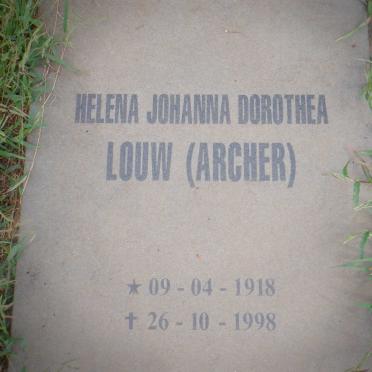 HELENA JOHANNA DOROTHEA
LOUW (ARCHER)
★ 09 - 04 - 1918
✝ 26 - 10 - 1998